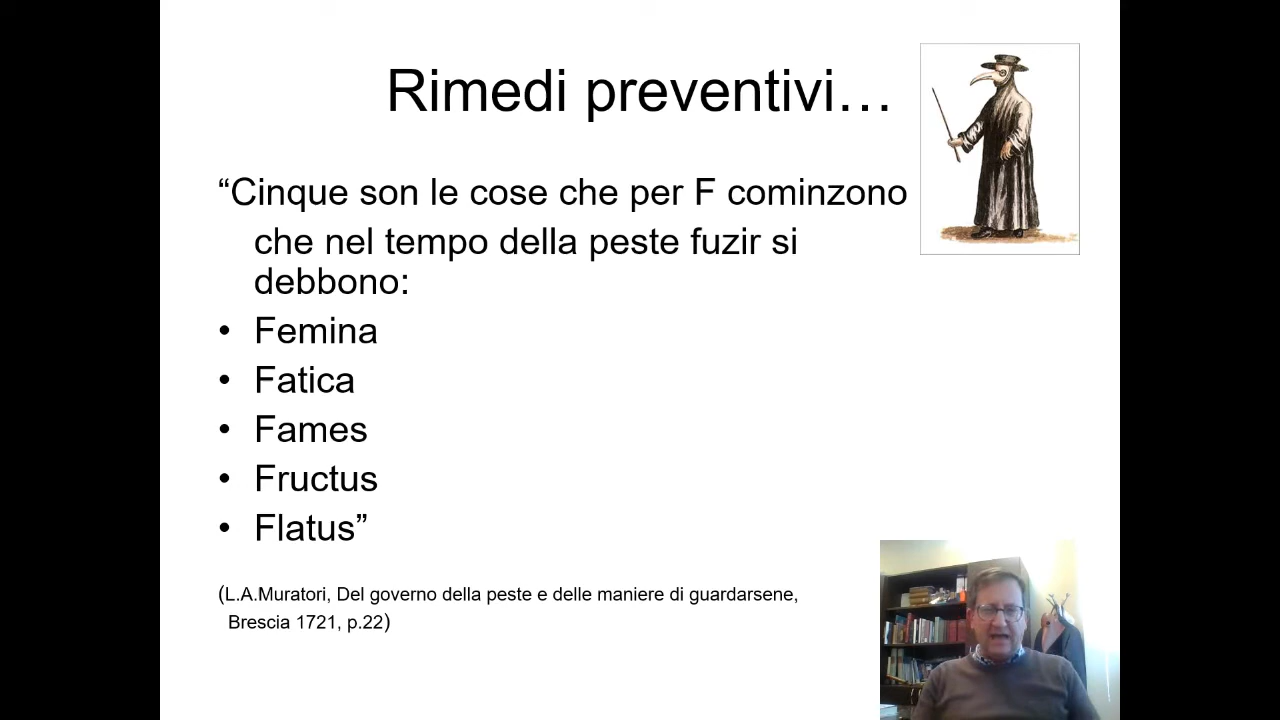 Rimedi preventivi…
“Cinque son le cose che per F cominzono
che nel tempo della peste fuzir si
debbono:
• Femina
• Fatica
• Fames
• Fructus
• Flatus”
(L.A.Muratori, Del governo della peste e delle maniere di guardarsene,
Brescia 1721, p.22)